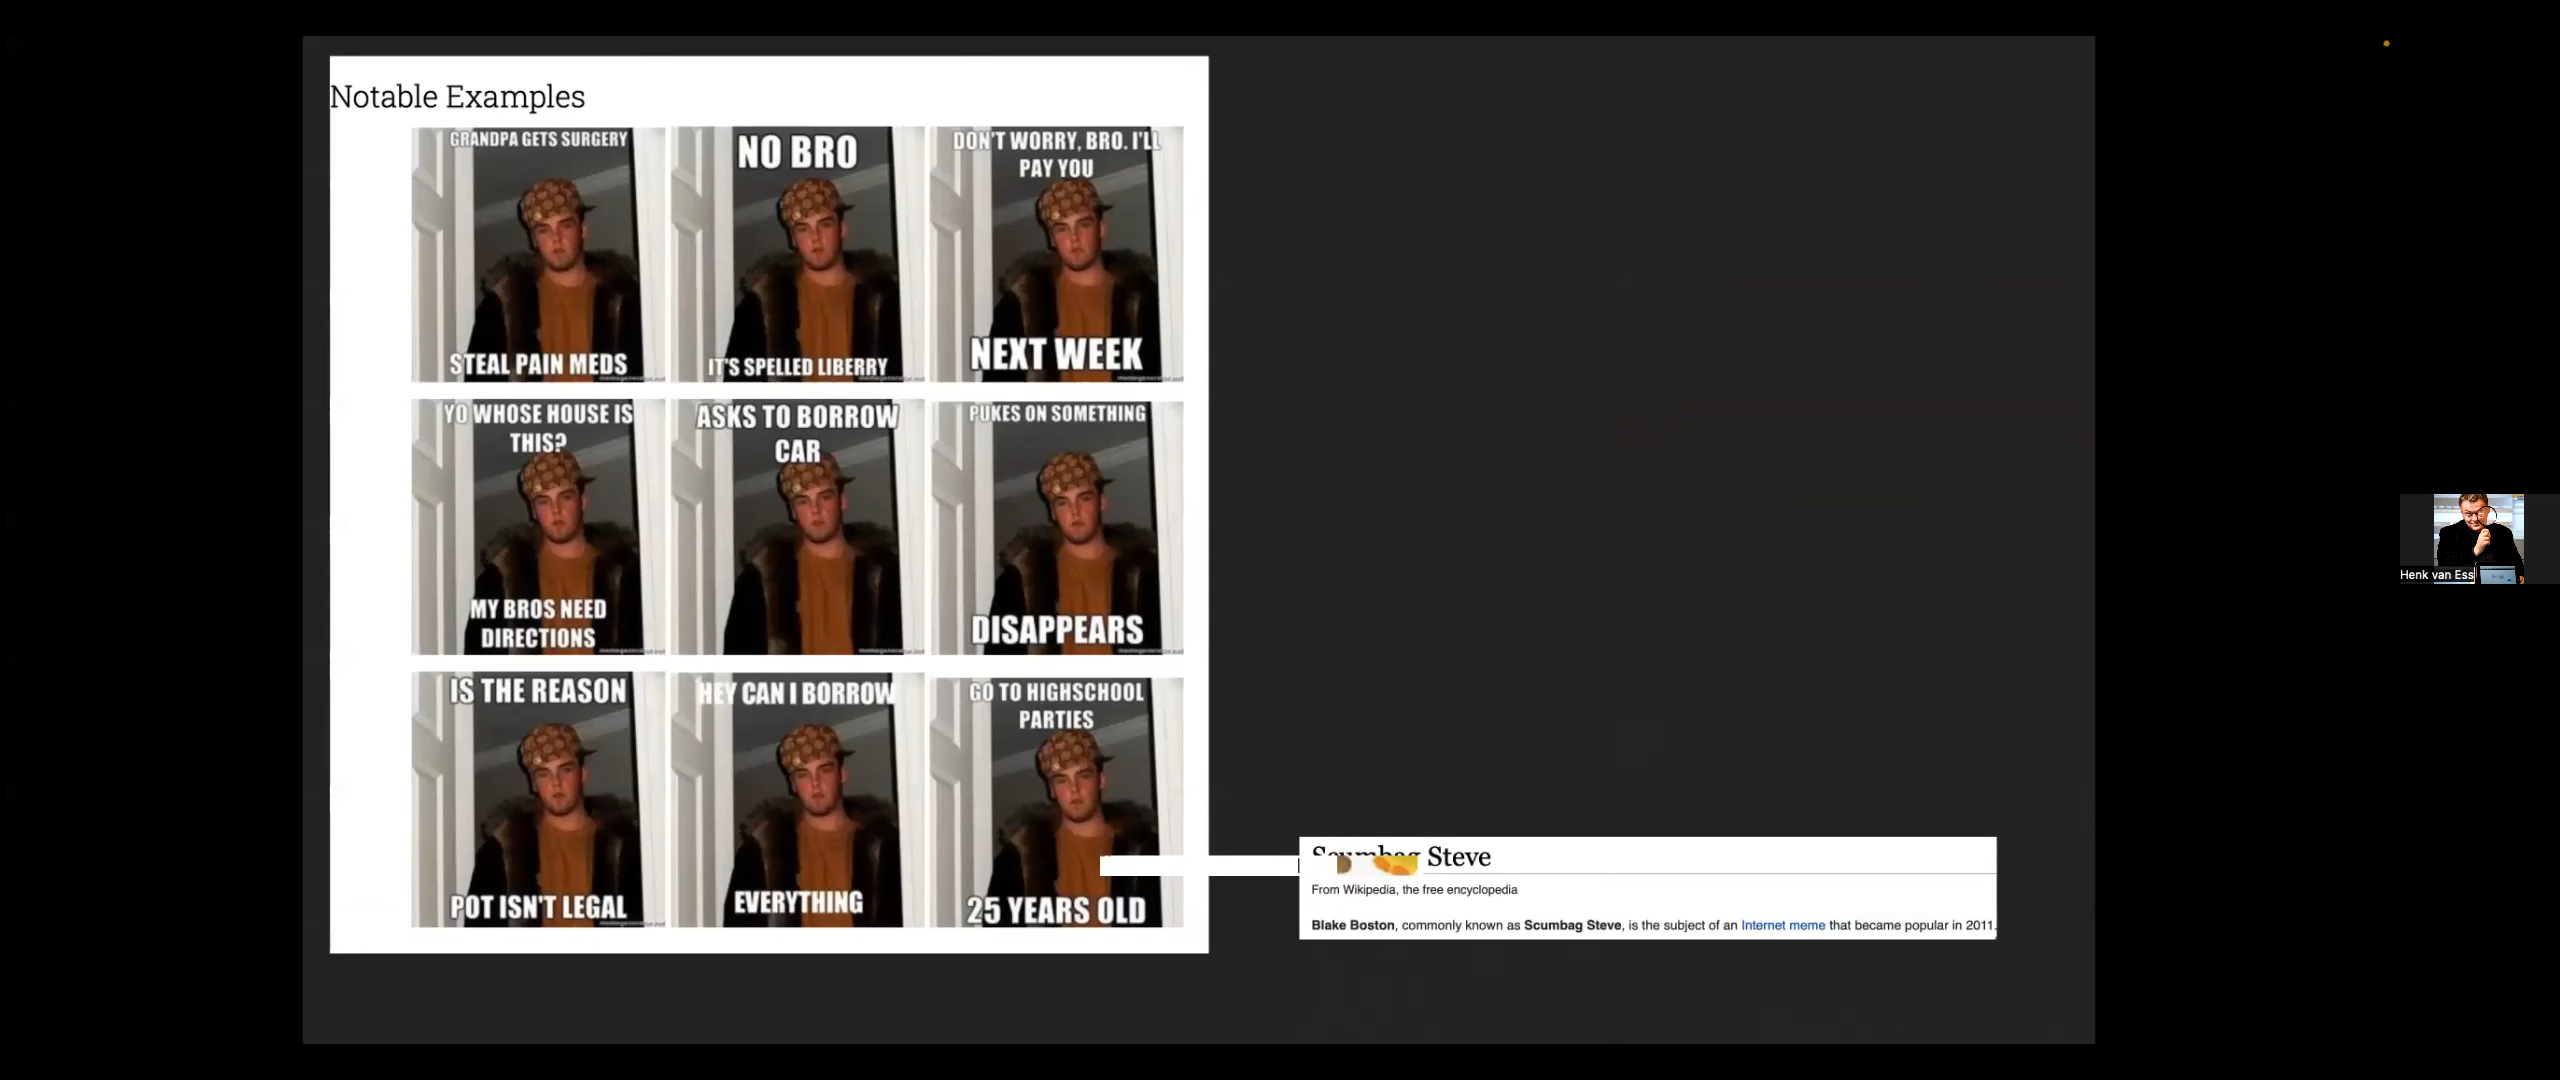 Notable Examples
GRANDPA GETS SURGERY
STEAL PAIN MEDS
NO BRO
IT'S SPELLED LIBERRY
DON'T WORRY, BRO. I'LL
PAY YOU
NEXT WEEK
YO WHOSE HOUSE IS
THIS?
MY BROS NEED
DIRECTIONS
ASKS TO BORROW
CAR
PUKES ON SOMETHING
DISAPPEARS
IS THE REASON
POT ISN'T LEGAL
HEY CAN I BORROW
EVERYTHING
GO TO HIGHSCHOOL
PARTIES
25 YEARS OLD
Scumbag Steve
From Wikipedia, the free encyclopedia
Blake Boston, commonly known as Scumbag Steve, is the subject of an Internet meme that became popular in 2011.
Henk van Ess